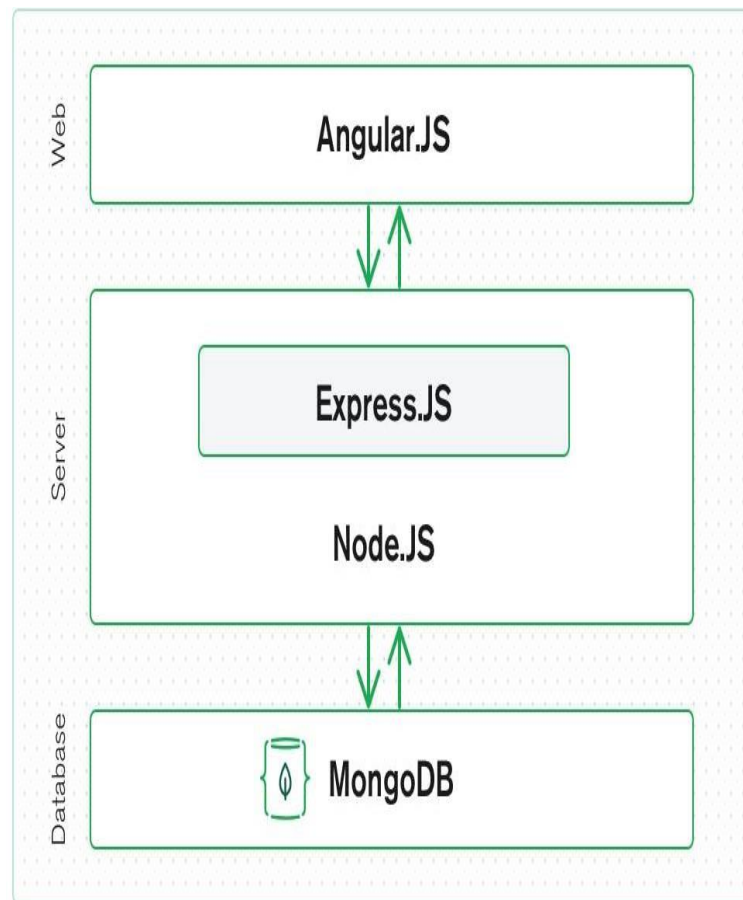 Web
Angular.JS
Server
Express.JS
Node.JS
Database
MongoDB